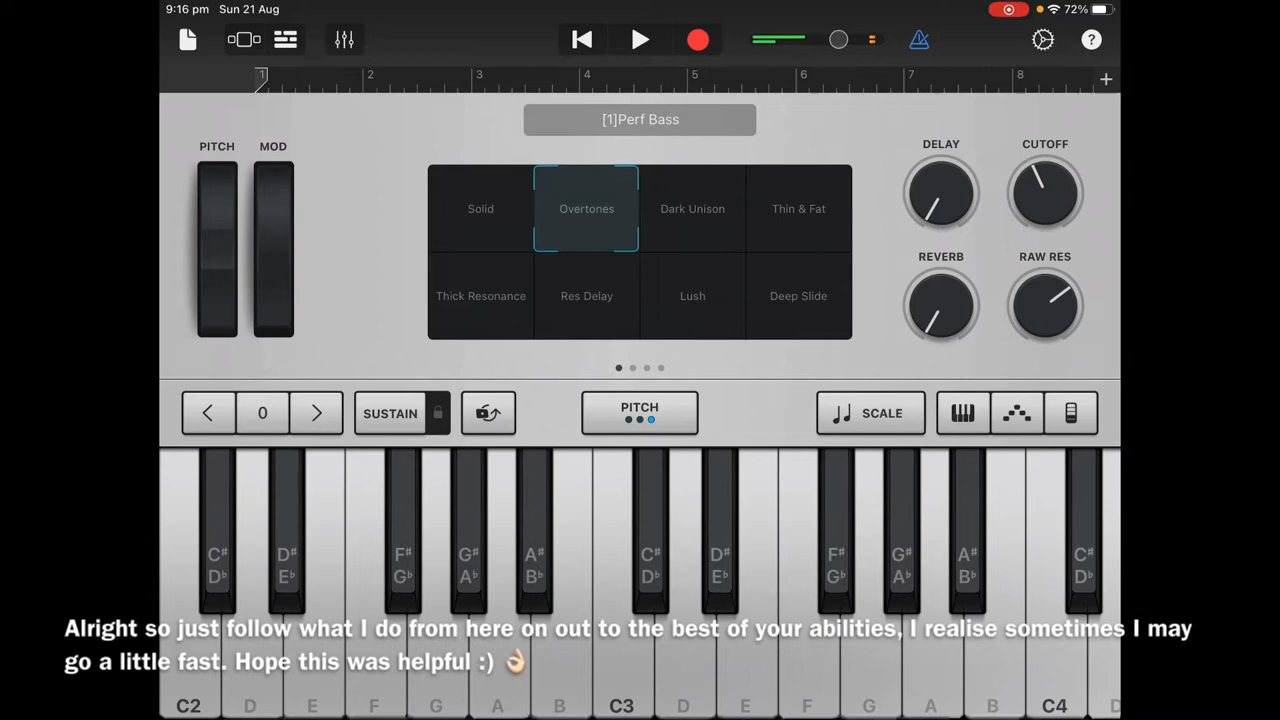 9:16 pm Sun 21 Aug 72%
?
1 2 3 4 5 6 7 8 +
[1]Perf Bass
PITCH MOD
DELAY CUTOFF
Solid Overtones Dark Unison Thin & Fat
REVERB RAW RES
Thick Resonance Res Delay Lush Deep Slide
< 0 > SUSTAIN PITCH SCALE
C♯ D♯ F♯ G♯ A♯ C♯ D♯ F♯ G♯ A♯ C♯
D♭ E♭ G♭ A♭ B♭ D♭ E♭ G♭ A♭ B♭ D♭
Alright so just follow what I do from here on out to the best of your abilities, I realise sometimes I may
go a little fast. Hope this was helpful :) 👌🏻
C2 D E F G A B C3 D E F G A B C4 D